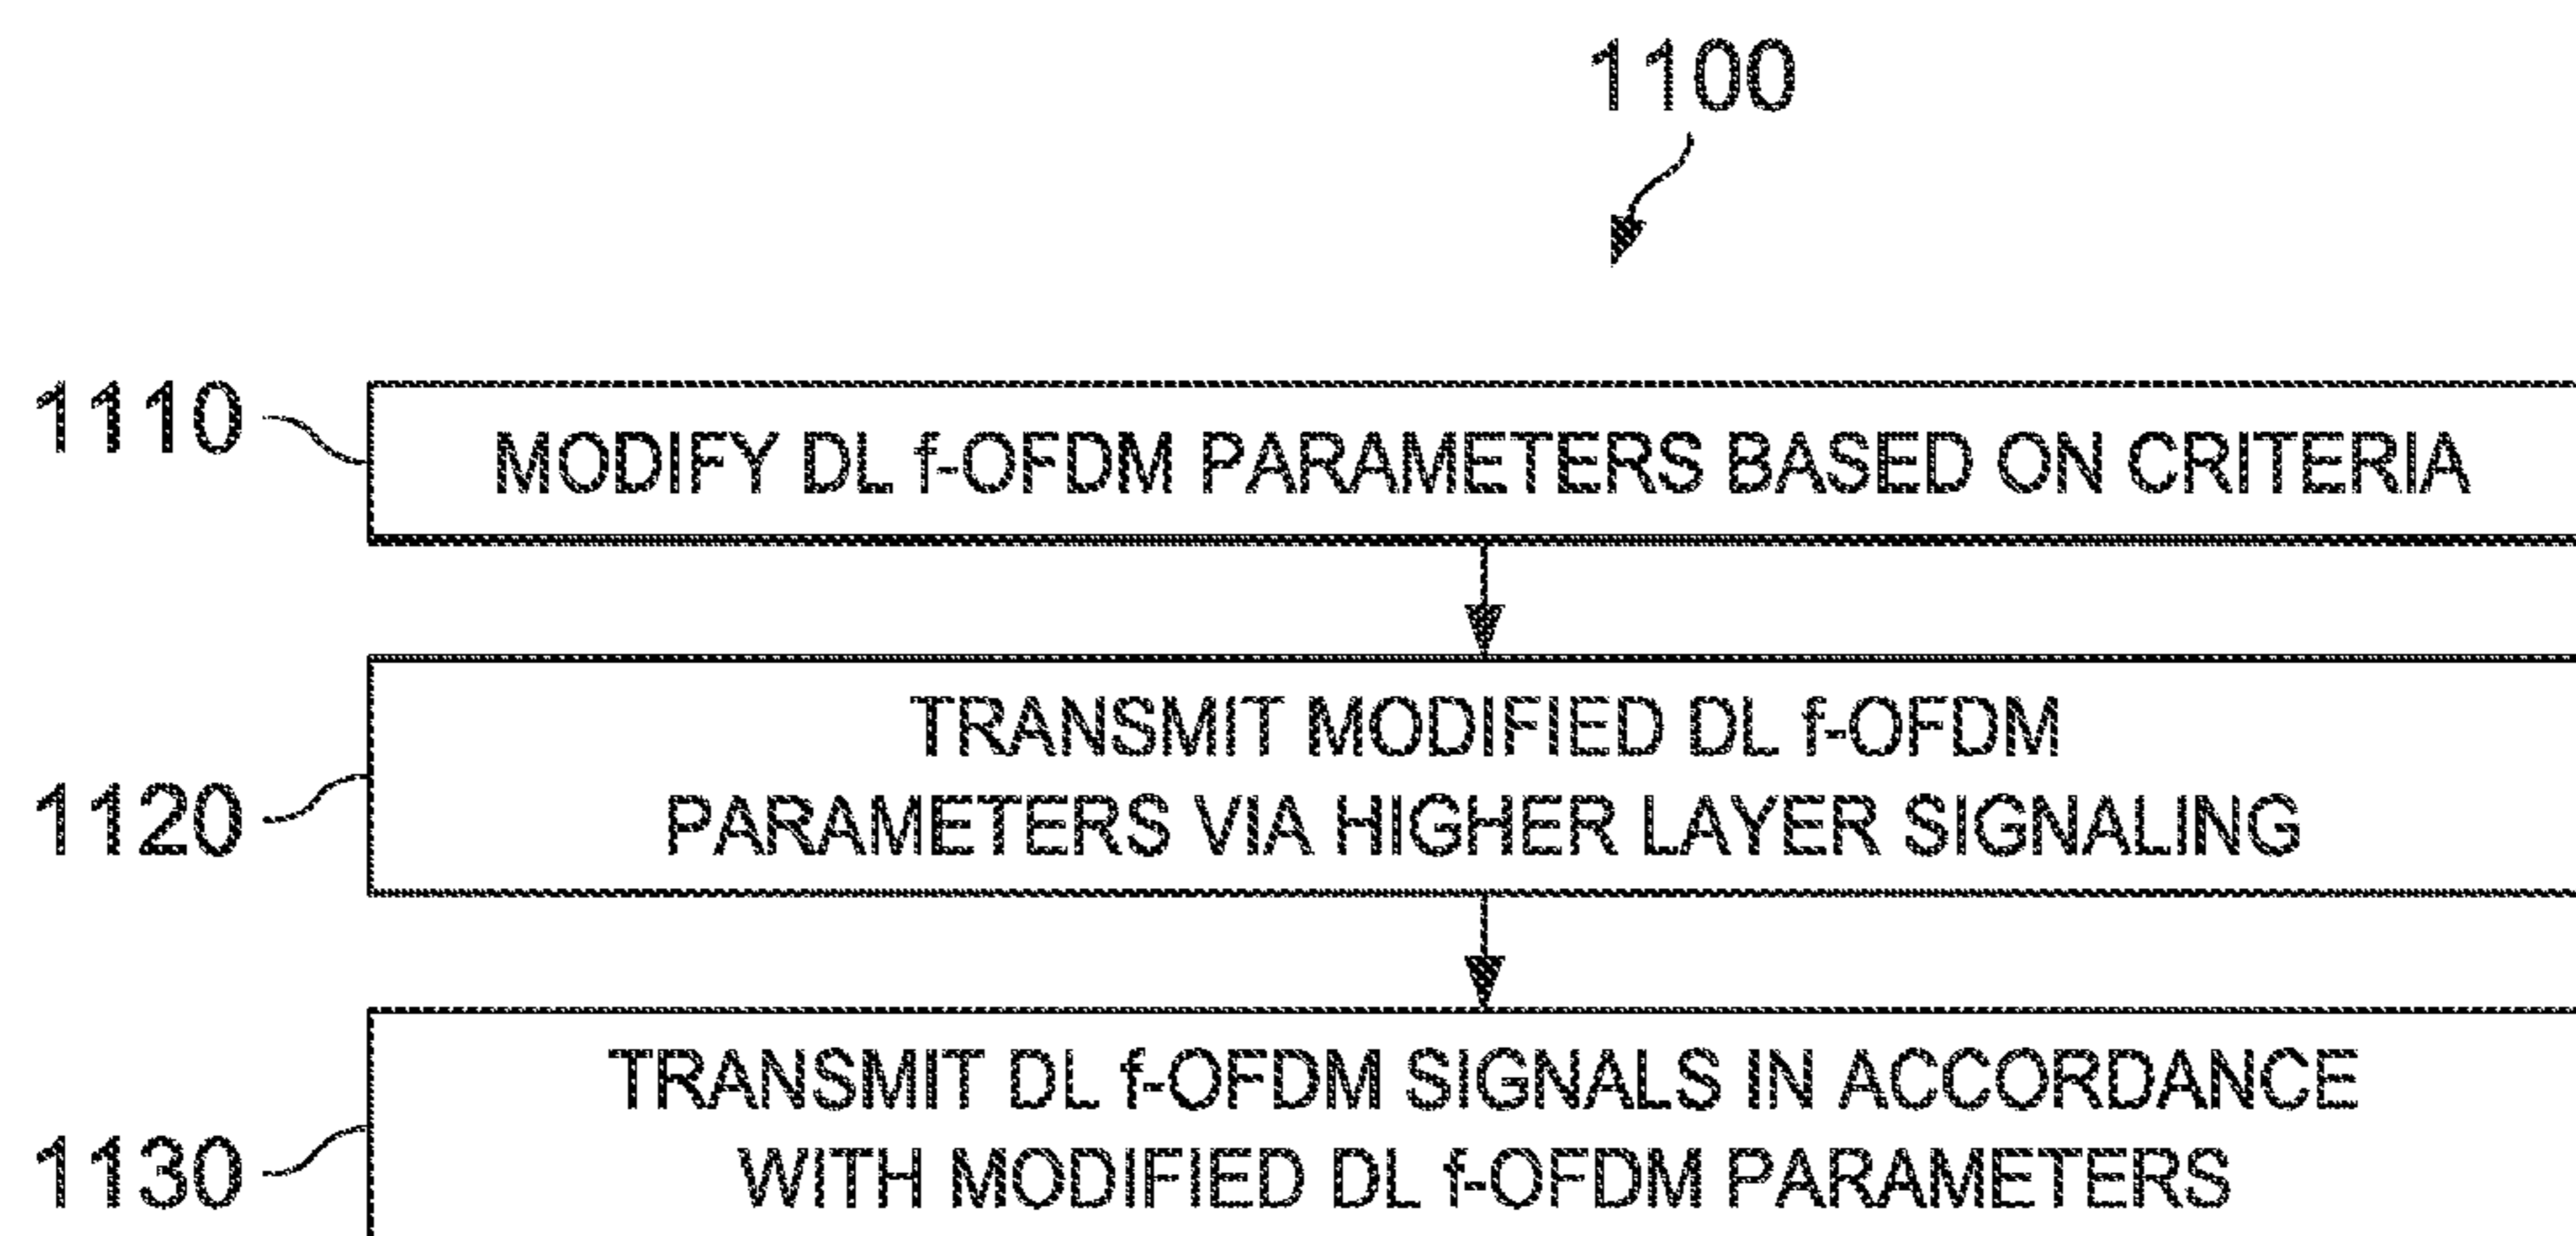 1100
1110
MODIFY DL f-OFDM PARAMETERS BASED ON CRITERIA
TRANSMIT MODIFIED DL f-OFDM
1120
PARAMETERS VIA HIGHER LAYER SIGNALING
TRANSMIT DL f-OFDM SIGNALS IN ACCORDANCE
1130
WITH MODIFIED DL f-OFDM PARAMETERS